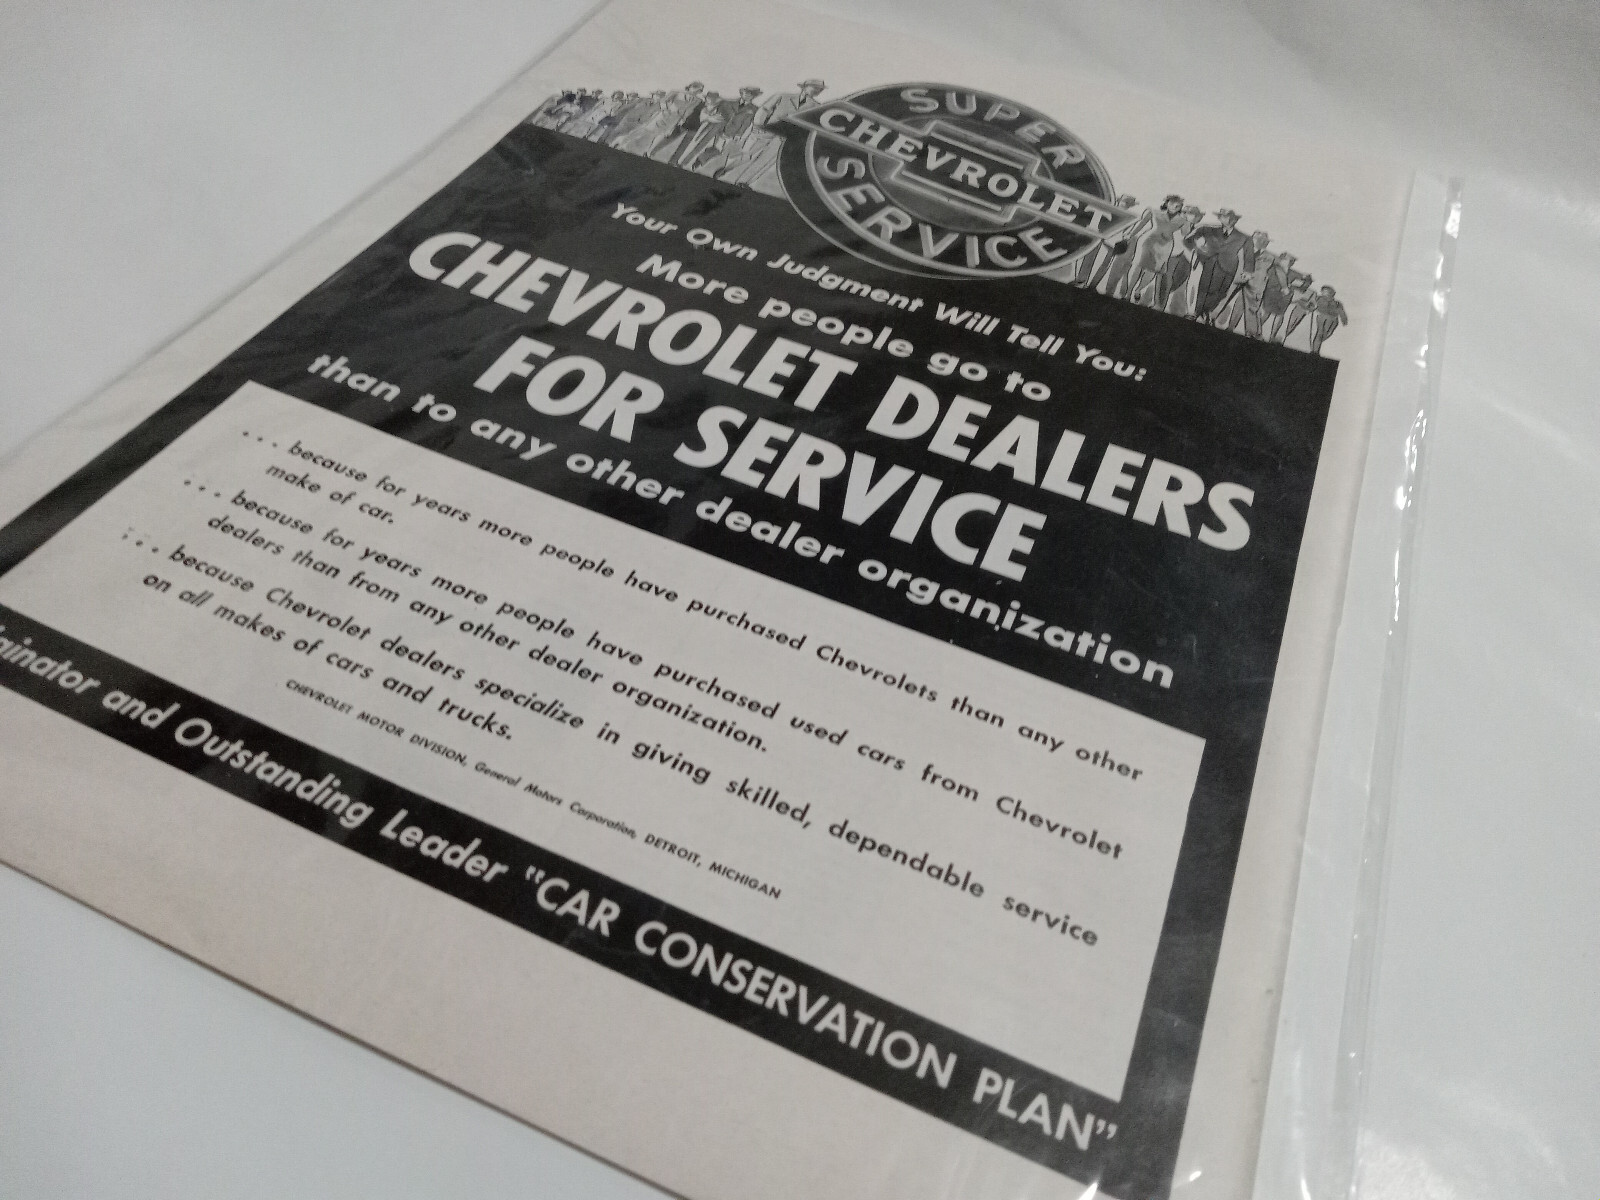 SUPER
CHEVROLET
SERVICE
Your Own Judgment Will Tell You:
More people go to
CHEVROLET DEALERS
FOR SERVICE
than to any other dealer organization
... because for years more people have purchased Chevrolets than any other
make of car.
... because for years more people have purchased used cars from Chevrolet
dealers than from any other dealer organization.
... because Chevrolet dealers specialize in giving skilled, dependable service
on all makes of cars and trucks.
CHEVROLET MOTOR DIVISION, General Motors Corporation, DETROIT, MICHIGAN
and Outstanding Leader "CAR CONSERVATION PLAN"